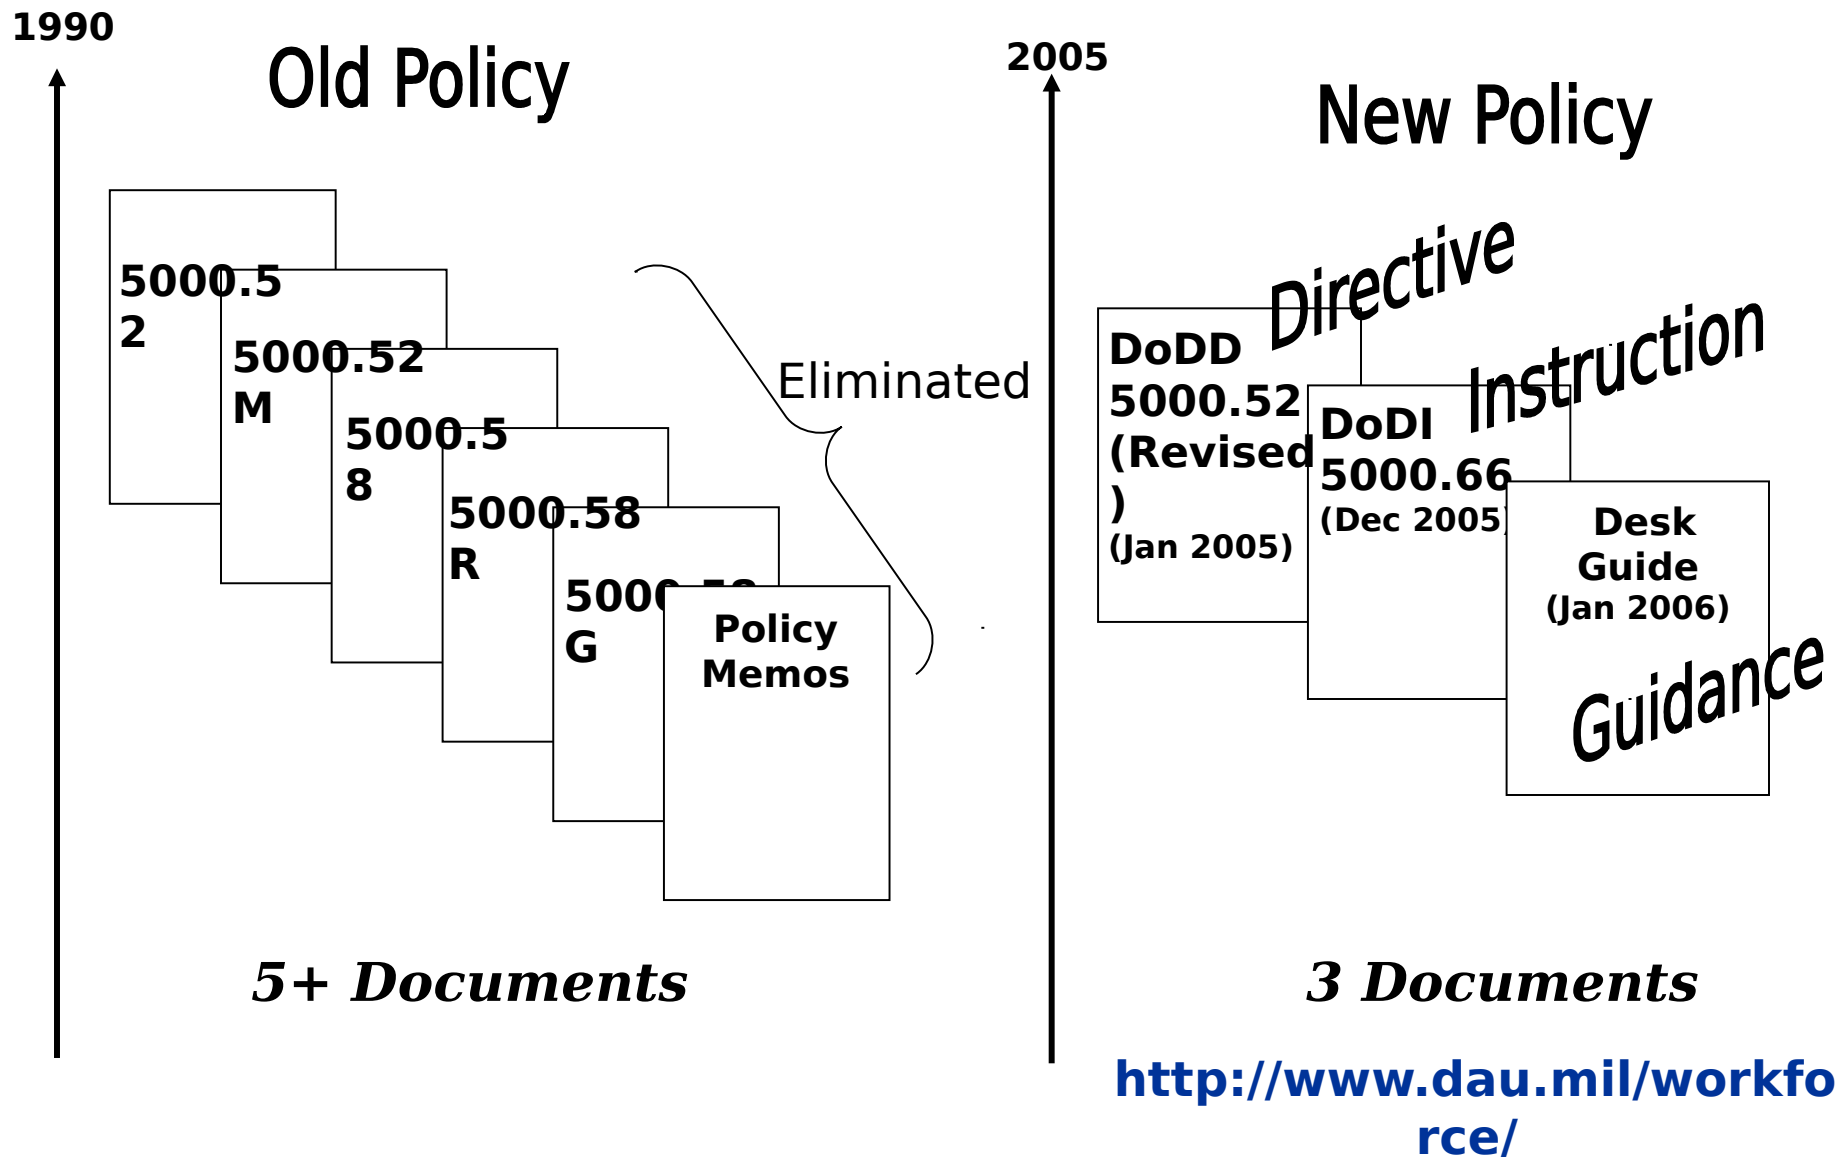 1990
Old Policy
5000.5
2
5000.52
M
5000.5
8
5000.58
R
5000.58
G
Policy
Memos
Eliminated
5+ Documents
2005
New Policy
Directive
DoDD
5000.52
(Revised
)
(Jan 2005)
Instruction
DoDI
5000.66
(Dec 2005)
Desk
Guide
(Jan 2006)
Guidance
3 Documents
http://www.dau.mil/workfo
rce/